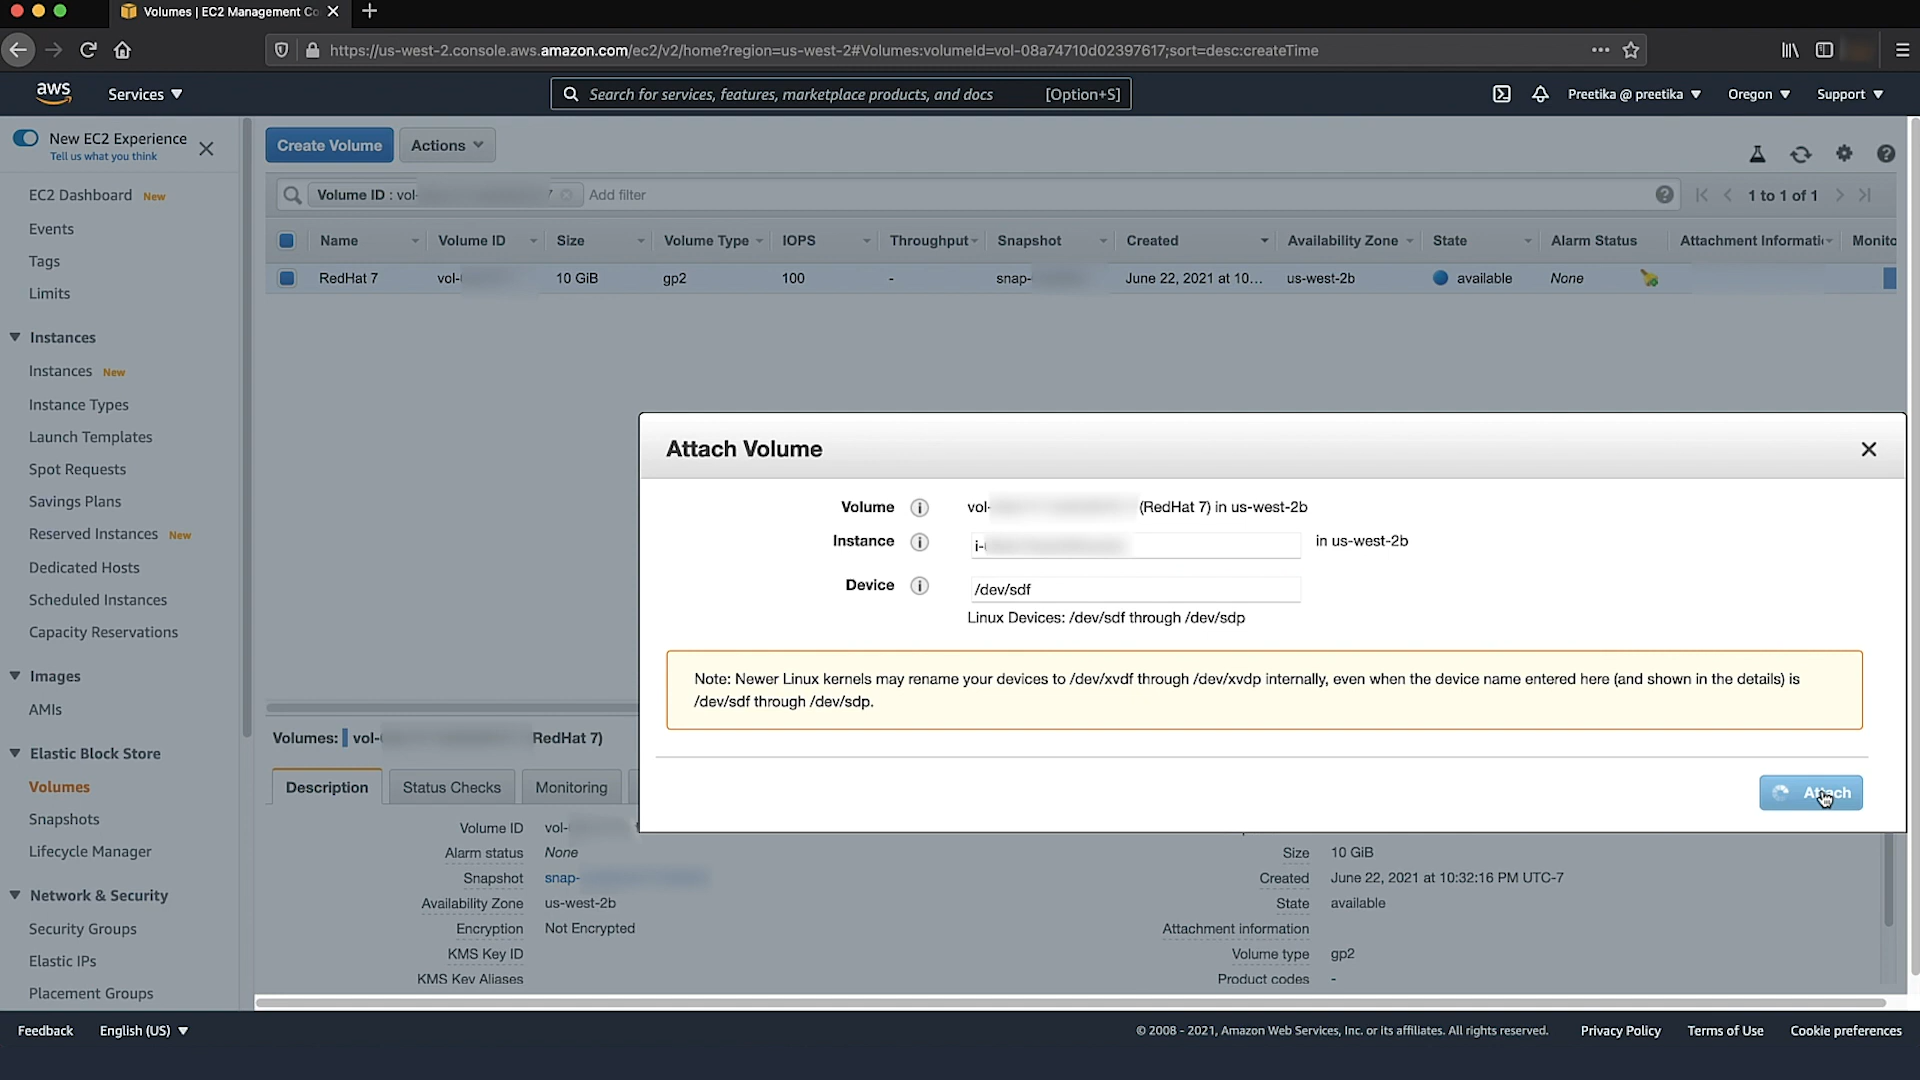 Volumes | EC2 Management Co
https://us-west-2.console.aws.amazon.com/ec2/v2/home?region=us-west-2#Volumes:volumeId=vol-08a74710d02397617;sort=desc:createTime
aws
Services
Search for services, features, marketplace products, and docs [Option+S]
Preetika @ preetika
Oregon
Support
New EC2 Experience
Tell us what you think
EC2 Dashboard New
Events
Tags
Limits
Instances
Instances New
Instance Types
Launch Templates
Spot Requests
Savings Plans
Reserved Instances New
Dedicated Hosts
Scheduled Instances
Capacity Reservations
Images
AMIs
Elastic Block Store
Volumes
Snapshots
Lifecycle Manager
Network & Security
Security Groups
Elastic IPs
Placement Groups
Create Volume Actions
Volume ID : vol- 7 Add filter 1 to 1 of 1
Name Volume ID Size Volume Type IOPS Throughput Snapshot Created Availability Zone State Alarm Status Attachment Informati Monito
RedHat 7 vol- 10 GiB gp2 100 - snap- June 22, 2021 at 10... us-west-2b available None
Attach Volume
Volume vol- (RedHat 7) in us-west-2b
Instance i- in us-west-2b
Device /dev/sdf
Linux Devices: /dev/sdf through /dev/sdp
Note: Newer Linux kernels may rename your devices to /dev/xvdf through /dev/xvdp internally, even when the device name entered here (and shown in the details) is
/dev/sdf through /dev/sdp.
Attach
Volumes: vol- RedHat 7)
Description Status Checks Monitoring
Volume ID vol-
Alarm status None
Snapshot snap-
Availability Zone us-west-2b
Encryption Not Encrypted
KMS Key ID
KMS Key Aliases
Size 10 GiB
Created June 22, 2021 at 10:32:16 PM UTC-7
State available
Attachment information
Volume type gp2
Product codes -
Feedback English (US) © 2008 - 2021, Amazon Web Services, Inc. or its affiliates. All rights reserved. Privacy Policy Terms of Use Cookie preferences